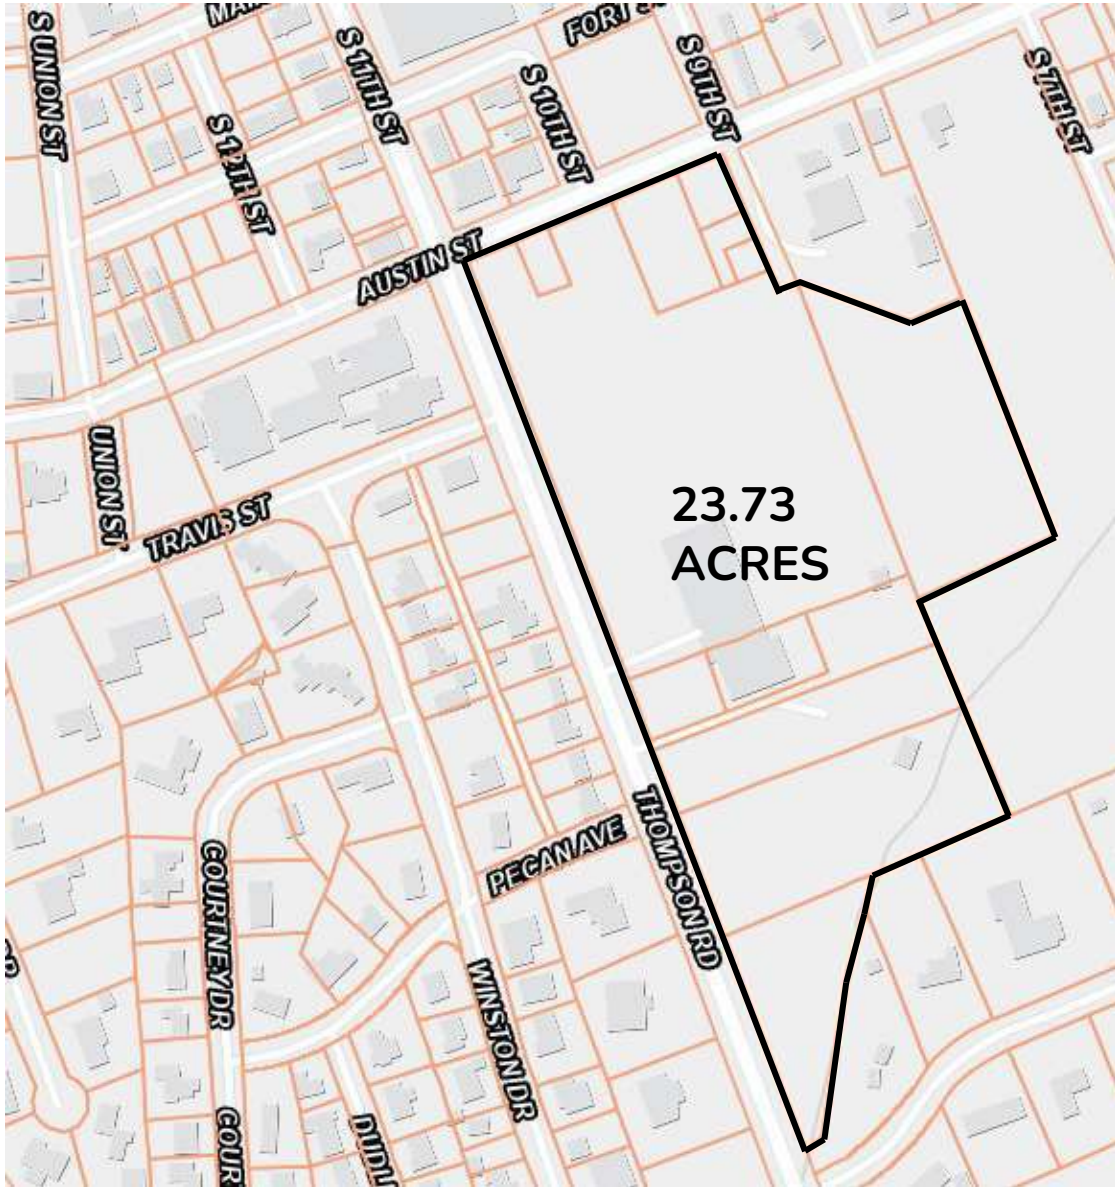 S UNION ST
S 11TH ST
S 9TH ST
S 7TH ST
S 10TH ST
S 12TH ST
AUSTIN ST
UNION ST
TRAVIS ST
23.73
ACRES
THOMPSON RD
PECAN AVE
COURTNEY DR
WINSTON DR